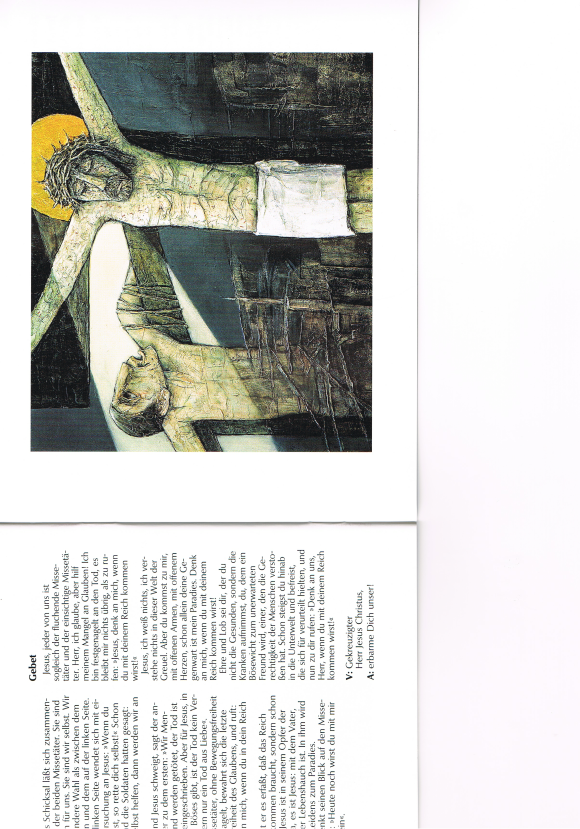 s Schicksal läßt sich zusammen-
der beiden Missetäter. Sie sind
n für uns. Sie sind wir selbst. Wir
ndere Wahl als zwischen dem
n und dem auf der linken Seite.
linken Seite wendet sich mit ei-
rsuchung an Jesus: »Wenn du
st, so rette dich selbst!« Schon
d die Soldaten hatten gesagt:
lbst helfen, dann werden wir an
nd Jesus schweigt, sagt der an-
er zu dem ersten: »Wir Men-
nd werden getötet, der Tod ist
eingeschrieben. Aber für Jesus, in
Böses gibt, ist der Tod kein Ver-
rn nur ein Tod aus Liebe«.
setäter, ohne Bewegungsfreiheit
gelt, bewahrt sich die letzte
eiheit des Glaubens, und ruft:
n mich, wenn du in dein Reich
t er es erfaßt, daß das Reich
ommen braucht, sondern schon
Jesus ist in seinem Opfer der
, es ist Jesus: mit dem Vater,
er Lebenshauch ist. In ihm wird
eidens zum Paradies.
nkt seinen Blick auf den Misse-
: »Heute noch wirst du mit mir
ein«.
Gebet
Jesus, jeder von uns ist
sogleich der fluchende Misse-
täter und der einsichtige Missetä-
ter. Herr, ich glaube, aber hilf
meinem Mangel an Glauben! Ich
bin festgenagelt an den Tod, es
bleibt mir nichts übrig, als zu ru-
fen: »Jesus, denk an mich, wenn
du mit deinem Reich kommen
wirst!«
Jesus, ich weiß nichts, ich ver-
stehe nichts in dieser Welt der
Greuel. Aber du kommst zu mir,
mit offenen Armen, mit offenem
Herzen, schon allein deine Ge-
genwart ist mein Paradies. Denk
an mich, wenn du mit deinem
Reich kommen wirst!
Ehre und Lob sei dir, der du
nicht die Gesunden, sondern die
Kranken aufnimmst, du, dem ein
Bösewicht zum unerwarteten
Freund wird, einer, den die Ge-
rechtigkeit der Menschen versto-
ßen hat. Schon steigst du hinab
in die Unterwelt und befreist,
die sich für verurteilt hielten, und
nun zu dir rufen: »Denk an uns,
Herr, wenn du mit deinem Reich
kommen wirst!«
V: Gekreuzigter
Herr Jesus Christus,
A: erbarme Dich unser!